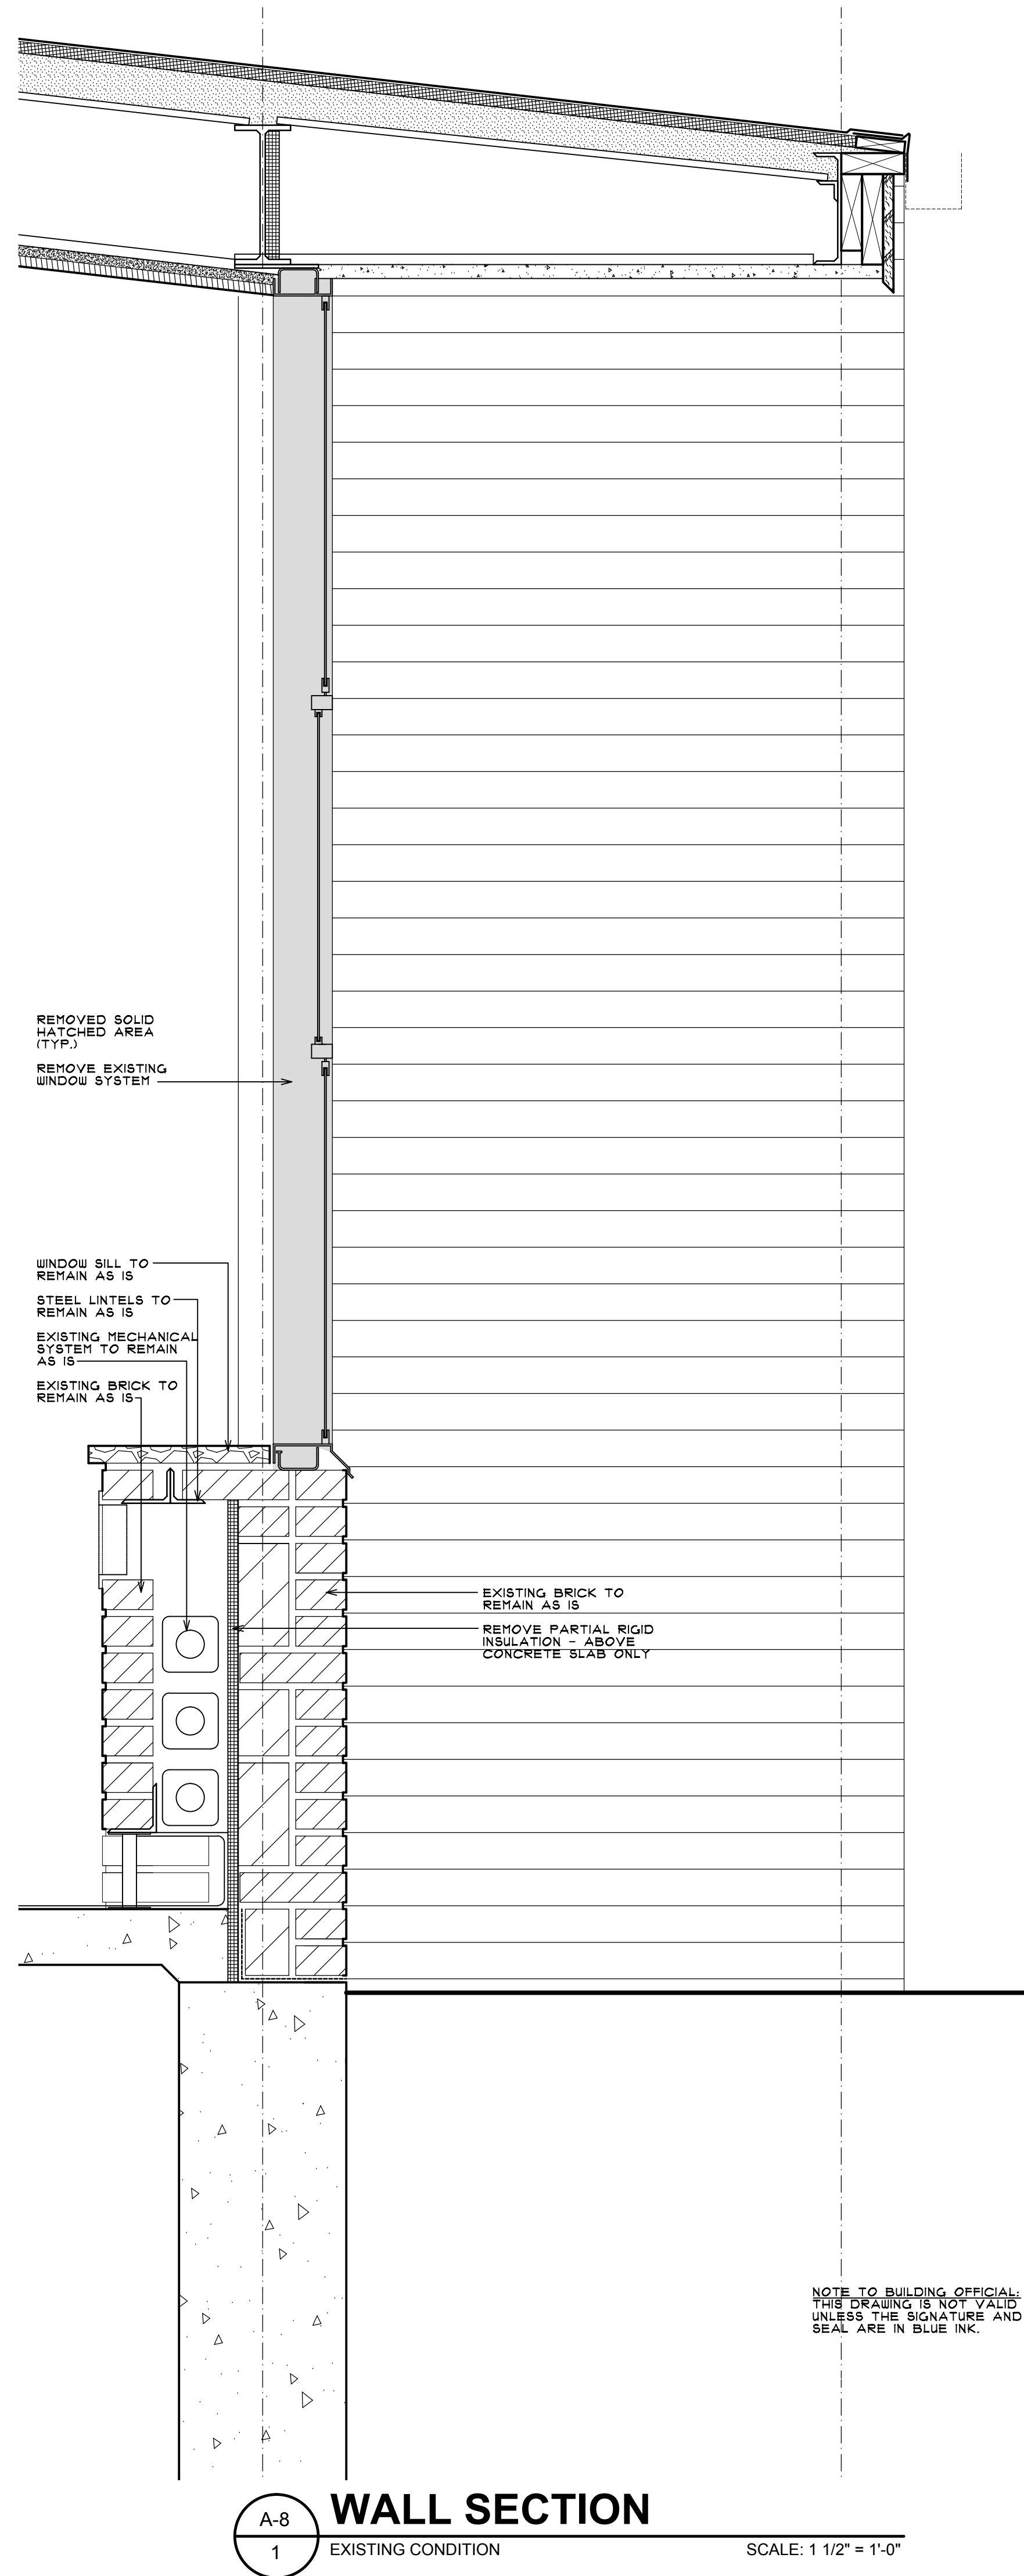 REMOVED SOLID
HATCHED AREA
(TYP.)
REMOVE EXISTING
WINDOW SYSTEM
WINDOW SILL TO
REMAIN AS IS
STEEL LINTELS TO
REMAIN AS IS
EXISTING MECHANICAL
SYSTEM TO REMAIN
AS IS
EXISTING BRICK TO
REMAIN AS IS
EXISTING BRICK TO
REMAIN AS IS
REMOVE PARTIAL RIGID
INSULATION - ABOVE
CONCRETE SLAB ONLY
NOTE TO BUILDING OFFICIAL:
THIS DRAWING IS NOT VALID
UNLESS THE SIGNATURE AND
SEAL ARE IN BLUE INK.
A-8
1
WALL SECTION
EXISTING CONDITION
SCALE: 1 1/2" = 1'-0"